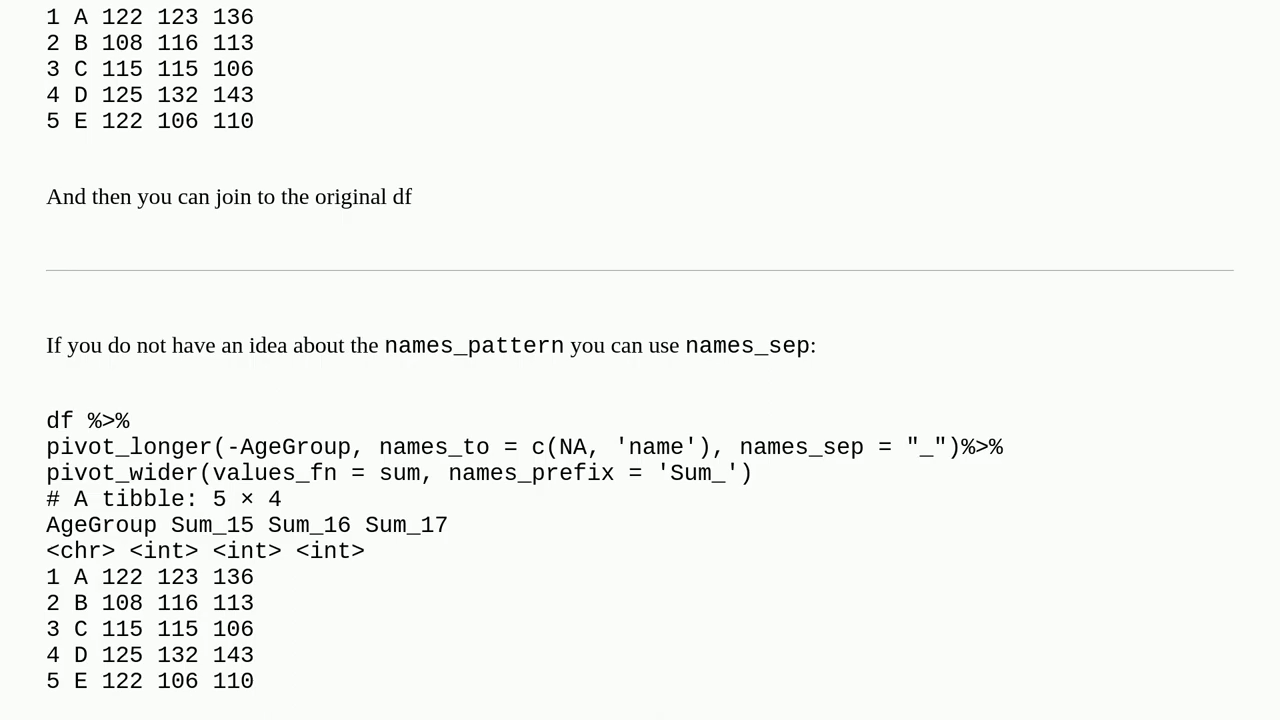 1 A 122 123 136
2 B 108 116 113
3 C 115 115 106
4 D 125 132 143
5 E 122 106 110
And then you can join to the original df
If you do not have an idea about the names_pattern you can use names_sep:
df %>%
pivot_longer(-AgeGroup, names_to = c(NA, 'name'), names_sep = "_")%>%
pivot_wider(values_fn = sum, names_prefix = 'Sum_')
# A tibble: 5 × 4
AgeGroup Sum_15 Sum_16 Sum_17
<chr> <int> <int> <int>
1 A 122 123 136
2 B 108 116 113
3 C 115 115 106
4 D 125 132 143
5 E 122 106 110